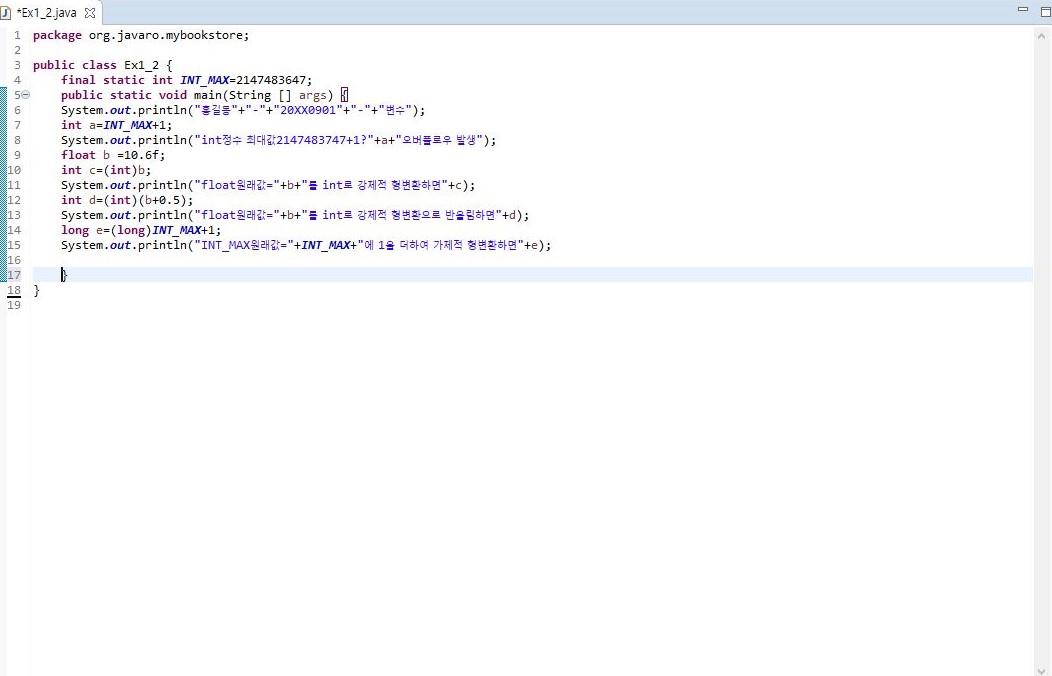 *Ex1_2.java
1 package org.javaro.mybookstore;
2
3 public class Ex1_2 {
4 final static int INT_MAX=2147483647;
5 public static void main(String [] args) {
6 System.out.println("홍길동"+"-"+"20XX0901"+"-"+"변수");
7 int a=INT_MAX+1;
8 System.out.println("int정수 최대값2147483747+1?"+a+"오버플로우 발생");
9 float b =10.6f;
10 int c=(int)b;
11 System.out.println("float원래값="+b+"를 int로 강제적 형변환하면"+c);
12 int d=(int)(b+0.5);
13 System.out.println("float원래값="+b+"를 int로 강제적 형변환으로 반올림하면"+d);
14 long e=(long)INT_MAX+1;
15 System.out.println("INT_MAX원래값="+INT_MAX+"에 1을 더하여 가제적 형변환하면"+e);
16
17 }
18 }
19